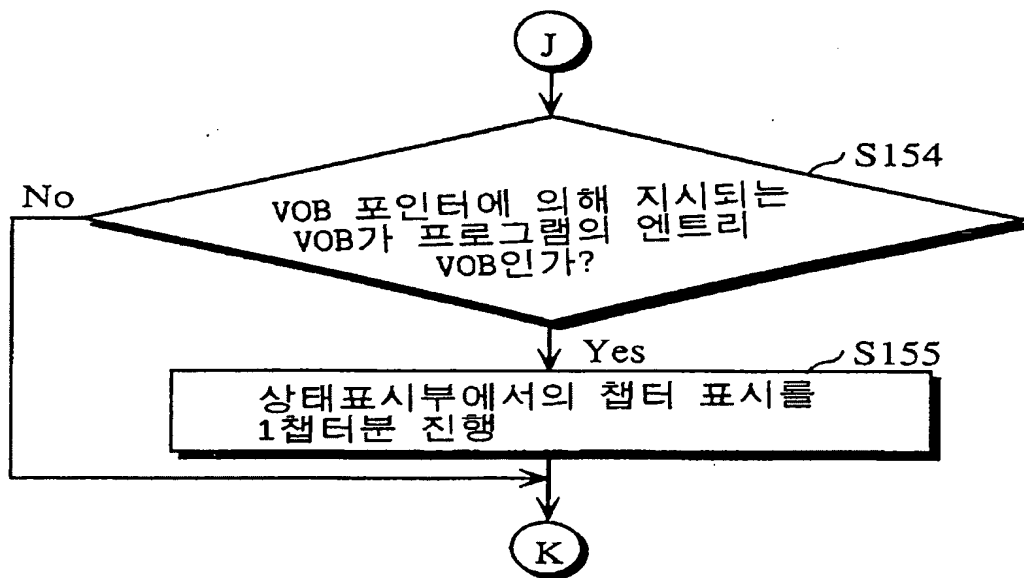 J
S154
No
VOB 포인터에 의해 지시되는
VOB가 프로그램의 엔트리
VOB인가?
Yes
S155
상태표시부에서의 챕터 표시를
1챕터분 진행
K